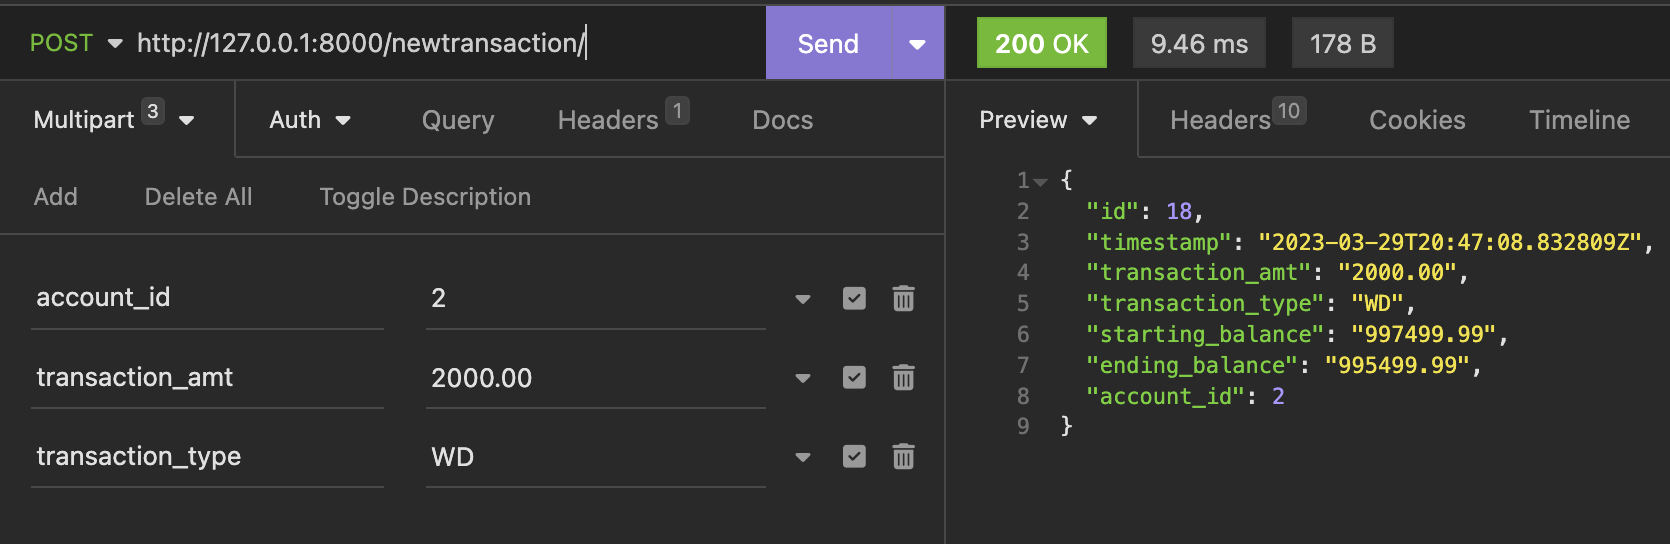 POST http://127.0.0.1:8000/newtransaction/ Send 200 OK 9.46 ms 178 B
Multipart 3 Auth Query Headers 1 Docs Preview Headers 10 Cookies Timeline
Add Delete All Toggle Description
account_id 2
transaction_amt 2000.00
transaction_type WD
1 {
2 "id": 18,
3 "timestamp": "2023-03-29T20:47:08.832809Z",
4 "transaction_amt": "2000.00",
5 "transaction_type": "WD",
6 "starting_balance": "997499.99",
7 "ending_balance": "995499.99",
8 "account_id": 2
9 }